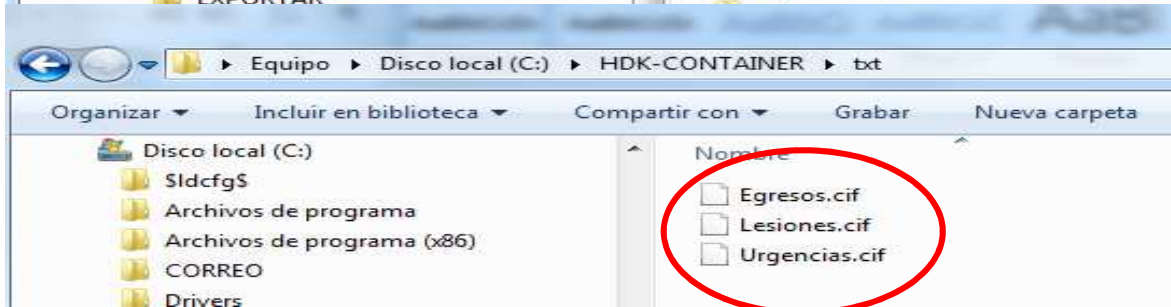 EXPORTAR
Equipo ▸ Disco local (C:) ▸ HDK-CONTAINER ▸ txt
Organizar ▾ Incluir en biblioteca ▾ Compartir con ▾ Grabar Nueva carpeta
Disco local (C:)
$ldcfg$
Archivos de programa
Archivos de programa (x86)
CORREO
Drivers
Nombre
Egresos.cif
Lesiones.cif
Urgencias.cif